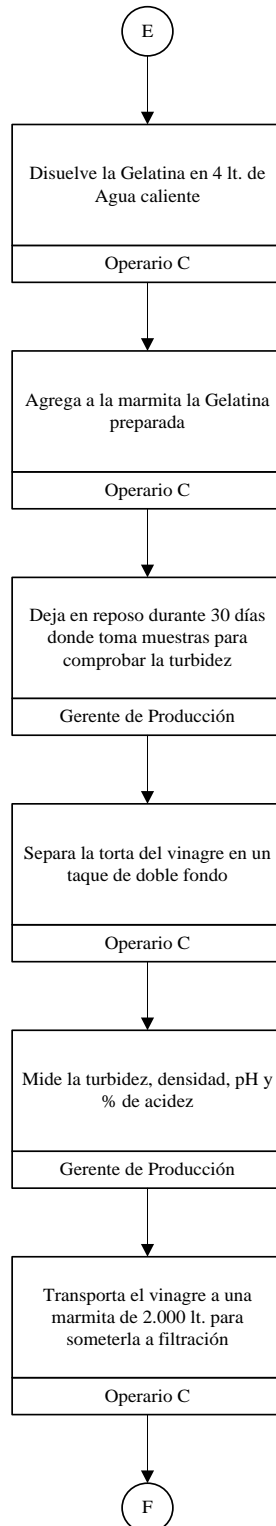 E
Disuelve la Gelatina en 4 lt. de
Agua caliente
Operario C
Agrega a la marmita la Gelatina
preparada
Operario C
Deja en reposo durante 30 días
donde toma muestras para
comprobar la turbidez
Gerente de Producción
Separa la torta del vinagre en un
taque de doble fondo
Operario C
Mide la turbidez, densidad, pH y
% de acidez
Gerente de Producción
Transporta el vinagre a una
marmita de 2.000 lt. para
someterla a filtración
Operario C
F